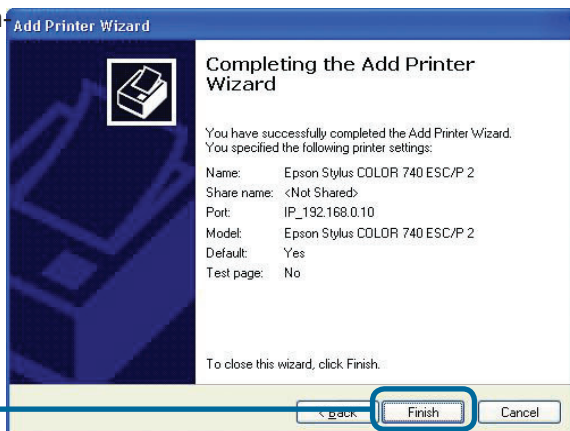 Add Printer Wizard
Completing the Add Printer
Wizard
You have successfully completed the Add Printer Wizard.
You specified the following printer settings:
Name: Epson Stylus COLOR 740 ESC/P 2
Share name: <Not Shared>
Port: IP_192.168.0.10
Model: Epson Stylus COLOR 740 ESC/P 2
Default: Yes
Test page: No
To close this wizard, click Finish.
< Back Finish Cancel